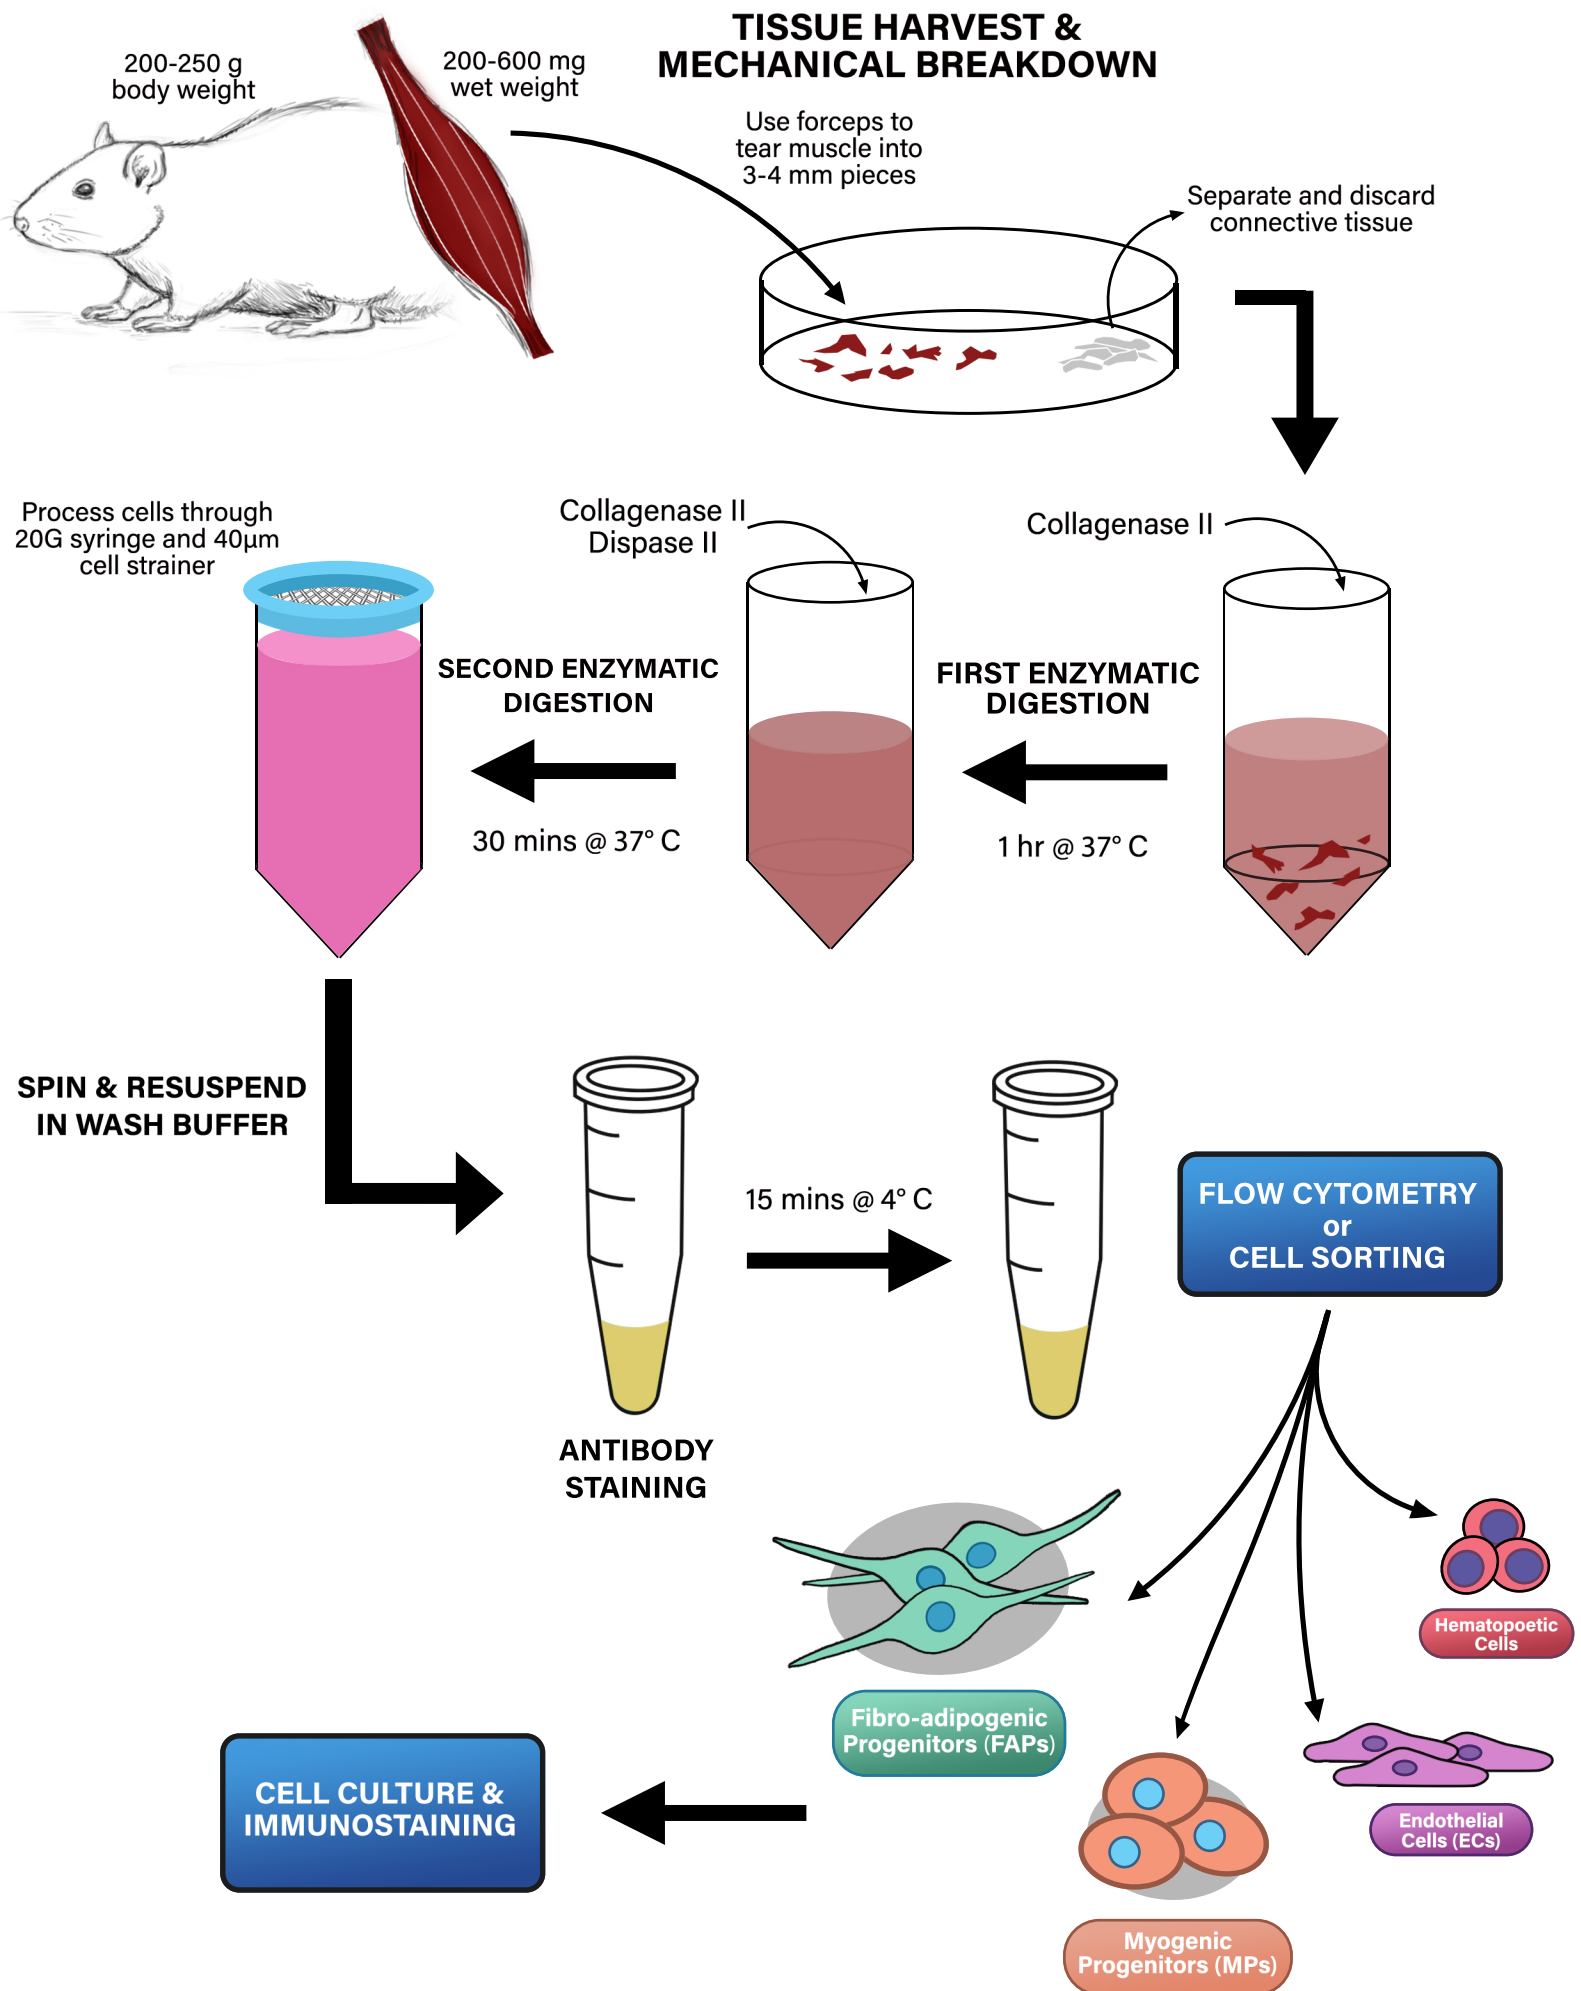 TISSUE HARVEST &
MECHANICAL BREAKDOWN
200-250 g
body weight
200-600 mg
wet weight
Use forceps to
tear muscle into
3-4 mm pieces
Separate and discard
connective tissue
Collagenase II
FIRST ENZYMATIC
DIGESTION
1 hr @ 37° C
Collagenase II
Dispase II
SECOND ENZYMATIC
DIGESTION
30 mins @ 37° C
Process cells through
20G syringe and 40µm
cell strainer
SPIN & RESUSPEND
IN WASH BUFFER
ANTIBODY
STAINING
15 mins @ 4° C
FLOW CYTOMETRY
or
CELL SORTING
Hematopoetic
Cells
Endothelial
Cells (ECs)
Myogenic
Progenitors (MPs)
Fibro-adipogenic
Progenitors (FAPs)
CELL CULTURE &
IMMUNOSTAINING